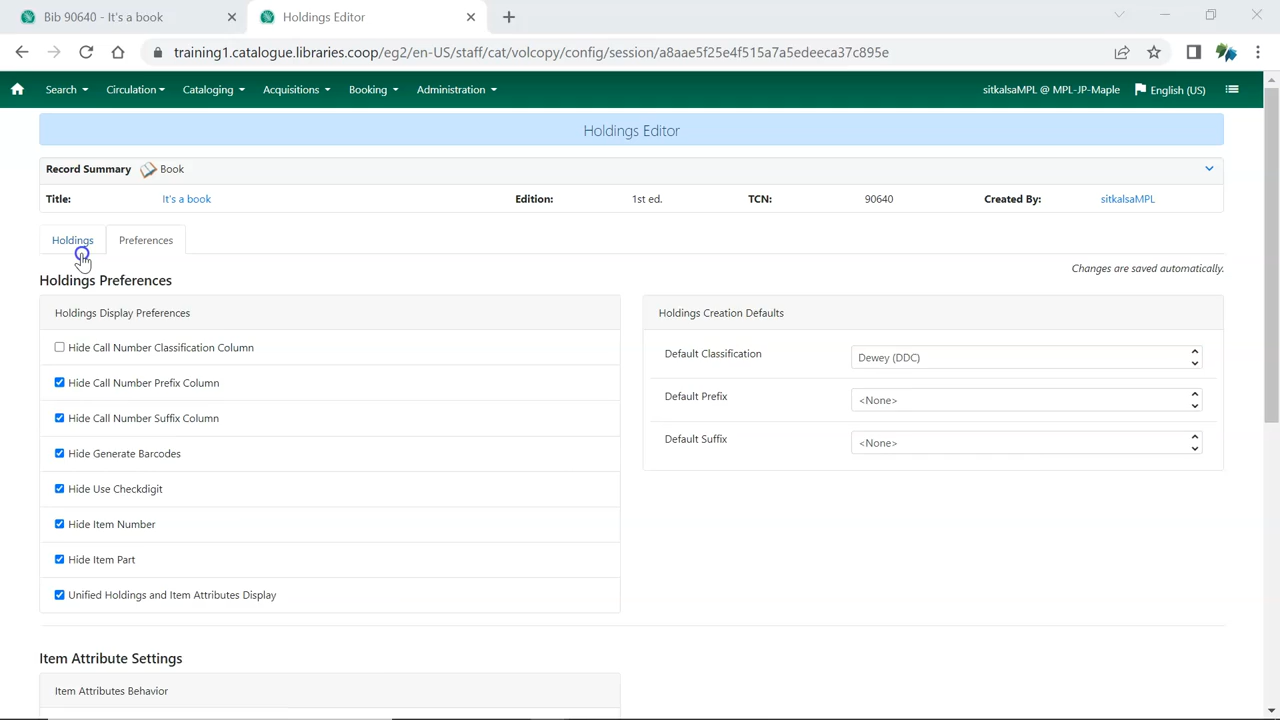 Bib 90640 - It's a book
Holdings Editor
training1.catalogue.libraries.coop/eg2/en-US/staff/cat/volcopy/config/session/a8aae5f25e4f515a7a5edeeca37c895e
Search Circulation Cataloging Acquisitions Booking Administration sitkalsaMPL @ MPL-JP-Maple English (US)
Holdings Editor
Record Summary Book
Title: It's a book Edition: 1st ed. TCN: 90640 Created By: sitkalsaMPL
Holdings Preferences
Changes are saved automatically.
Holdings Preferences
Holdings Display Preferences
Hide Call Number Classification Column
Hide Call Number Prefix Column
Hide Call Number Suffix Column
Hide Generate Barcodes
Hide Use Checkdigit
Hide Item Number
Hide Item Part
Unified Holdings and Item Attributes Display
Holdings Creation Defaults
Default Classification Dewey (DDC)
Default Prefix <None>
Default Suffix <None>
Item Attribute Settings
Item Attributes Behavior